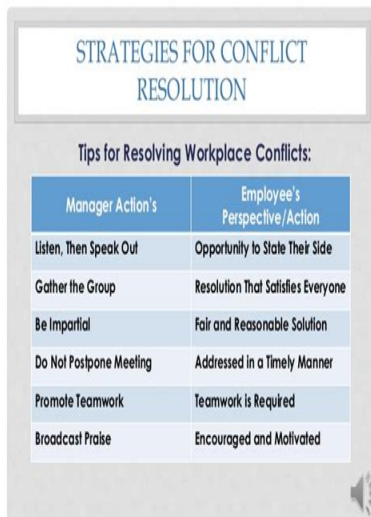 STRATEGIES FOR CONFLICT
RESOLUTION
Tips for Resolving Workplace Conflicts:
Manager Action's
Employee's
Perspective/Action
Listen, Then Speak Out
Opportunity to State Their Side
Gather the Group
Resolution That Satisfies Everyone
Be Impartial
Fair and Reasonable Solution
Do Not Postpone Meeting
Addressed in a Timely Manner
Promote Teamwork
Teamwork is Required
Broadcast Praise
Encouraged and Motivated